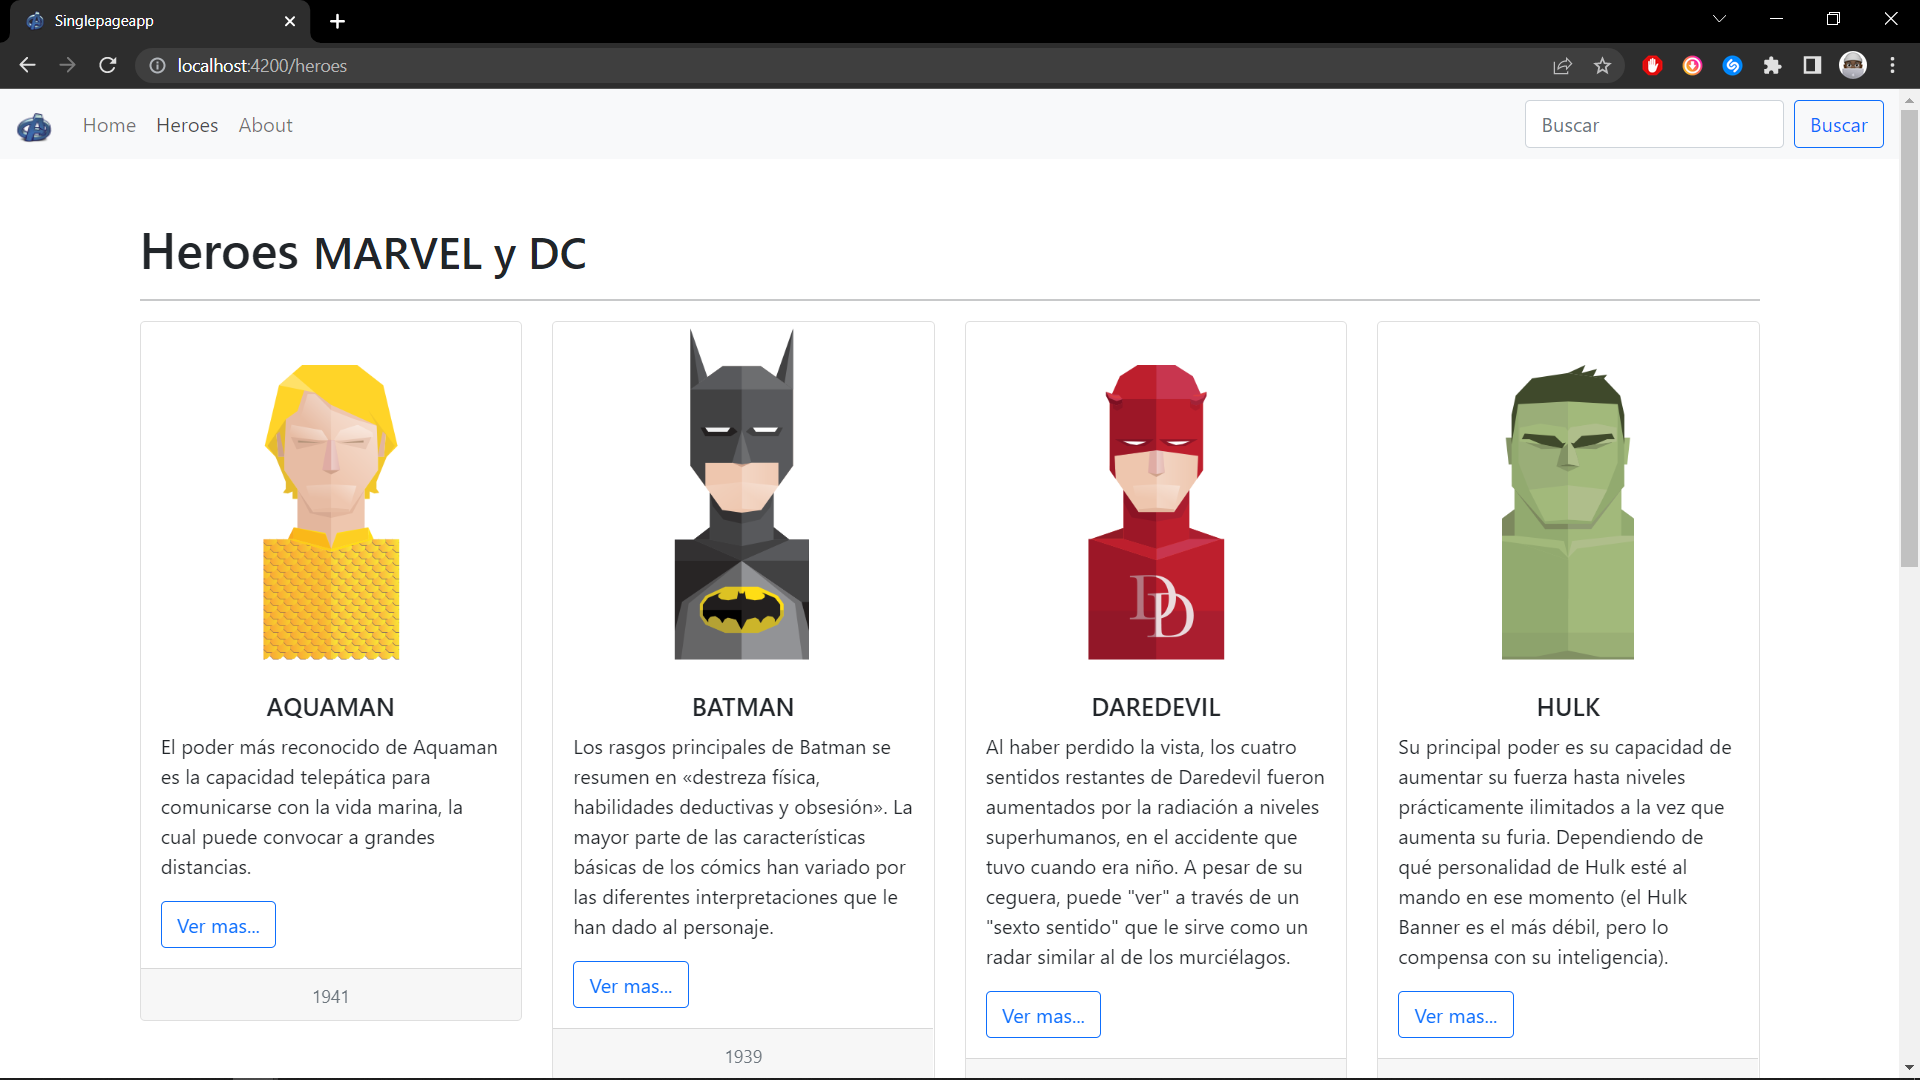 Singlepageapp
localhost:4200/heroes
Home Heroes About
Buscar
Buscar
Heroes MARVEL y DC
AQUAMAN
El poder más reconocido de Aquaman
es la capacidad telepática para
comunicarse con la vida marina, la
cual puede convocar a grandes
distancias.
Ver mas...
1941
BATMAN
Los rasgos principales de Batman se
resumen en «destreza física,
habilidades deductivas y obsesión». La
mayor parte de las características
básicas de los cómics han variado por
las diferentes interpretaciones que le
han dado al personaje.
Ver mas...
1939
DD
DAREDEVIL
Al haber perdido la vista, los cuatro
sentidos restantes de Daredevil fueron
aumentados por la radiación a niveles
superhumanos, en el accidente que
tuvo cuando era niño. A pesar de su
ceguera, puede "ver" a través de un
"sexto sentido" que le sirve como un
radar similar al de los murciélagos.
Ver mas...
HULK
Su principal poder es su capacidad de
aumentar su fuerza hasta niveles
prácticamente ilimitados a la vez que
aumenta su furia. Dependiendo de
qué personalidad de Hulk esté al
mando en ese momento (el Hulk
Banner es el más débil, pero lo
compensa con su inteligencia).
Ver mas...